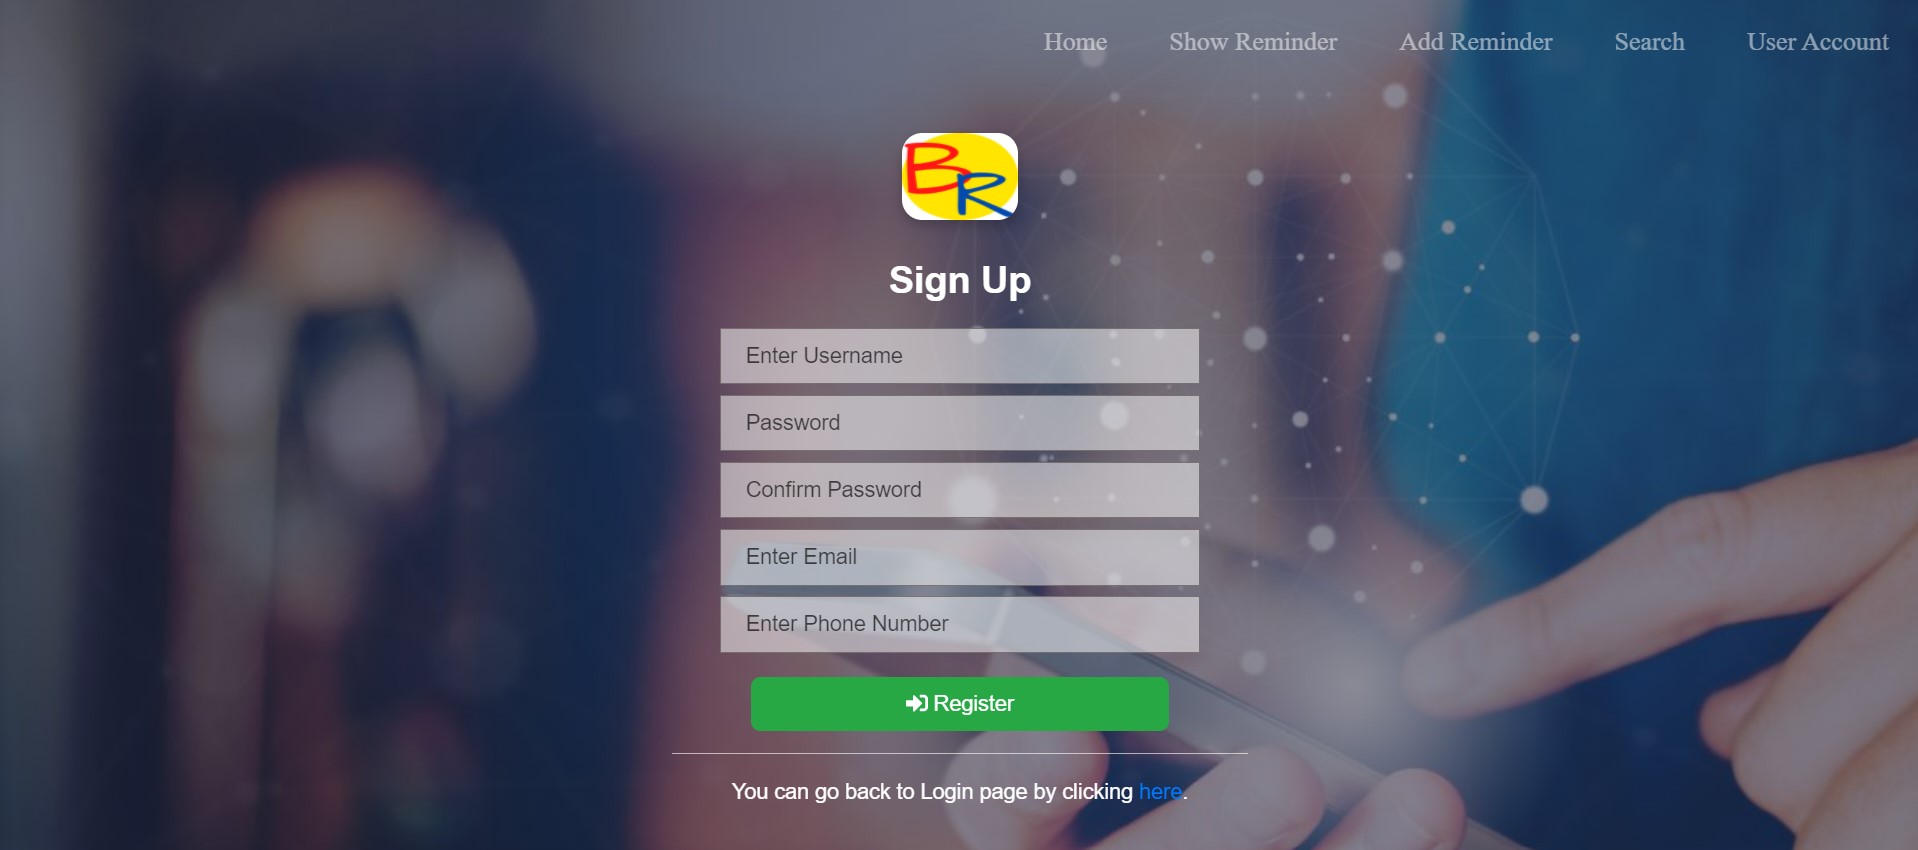 Home Show Reminder Add Reminder Search User Account
BR
Sign Up
Enter Username
Password
Confirm Password
Enter Email
Enter Phone Number
Register
You can go back to Login page by clicking here.